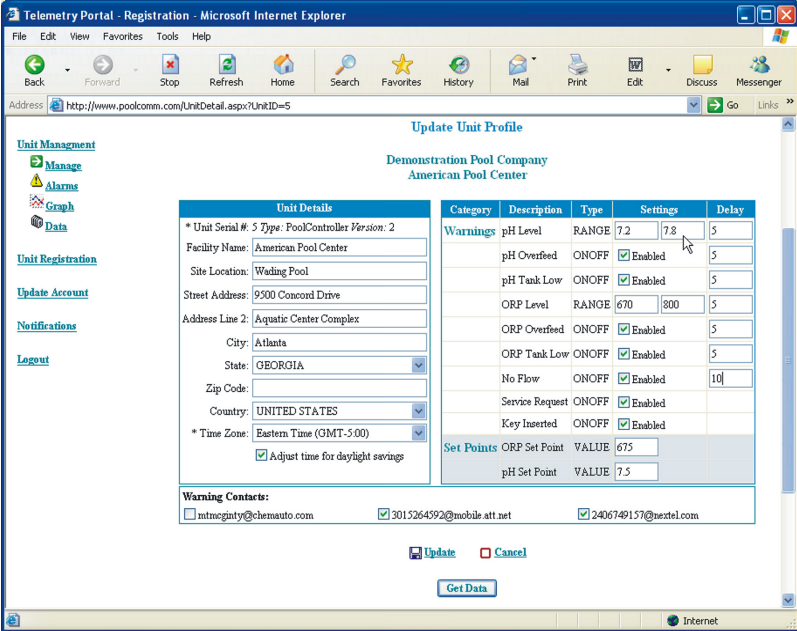 Telemetry Portal - Registration - Microsoft Internet Explorer
File Edit View Favorites Tools Help
Back Forward Stop Refresh Home Search Favorites History Mail Print Edit Discuss Messenger
Address http://www.poolcomm.com/UnitDetail.aspx?UnitID=5 Go Links »
Update Unit Profile
Demonstration Pool Company
American Pool Center
Unit Managment
Manage
Alarms
Graph
Data
Unit Registration
Update Account
Notifications
Logout
Unit Details
* Unit Serial #: 5 Type: PoolController Version: 2
Facility Name: American Pool Center
Site Location: Wading Pool
Street Address: 9500 Concord Drive
Address Line 2: Aquatic Center Complex
City: Atlanta
State: GEORGIA
Zip Code:
Country: UNITED STATES
* Time Zone: Eastern Time (GMT-5:00)
Adjust time for daylight savings
Category Description Type Settings Delay
Warnings pH Level RANGE 7.2 7.8 5
pH Overfeed ONOFF Enabled 5
pH Tank Low ONOFF Enabled 5
ORP Level RANGE 670 800 5
ORP Overfeed ONOFF Enabled 5
ORP Tank Low ONOFF Enabled 5
No Flow ONOFF Enabled 10
Service Request ONOFF Enabled
Key Inserted ONOFF Enabled
Set Points ORP Set Point VALUE 675
pH Set Point VALUE 7.5
Warning Contacts:
mtmcginty@chemauto.com 3015264592@mobile.att.net 2406749157@nextel.com
Update Cancel
Get Data
Internet